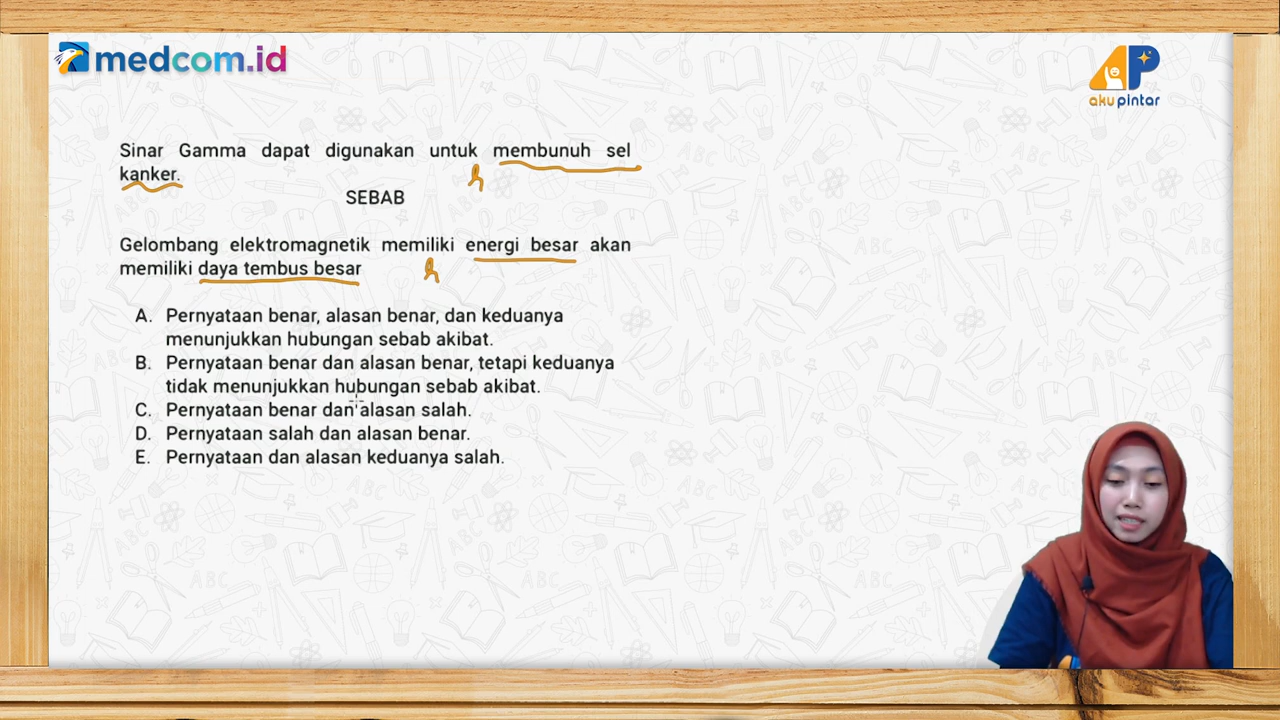 medcom.id
AP
aku pintar
Sinar Gamma dapat digunakan untuk membunuh sel
kanker.
SEBAB
Gelombang elektromagnetik memiliki energi besar akan
memiliki daya tembus besar
A. Pernyataan benar, alasan benar, dan keduanya
menunjukkan hubungan sebab akibat.
B. Pernyataan benar dan alasan benar, tetapi keduanya
tidak menunjukkan hubungan sebab akibat.
C. Pernyataan benar dan alasan salah.
D. Pernyataan salah dan alasan benar.
E. Pernyataan dan alasan keduanya salah.